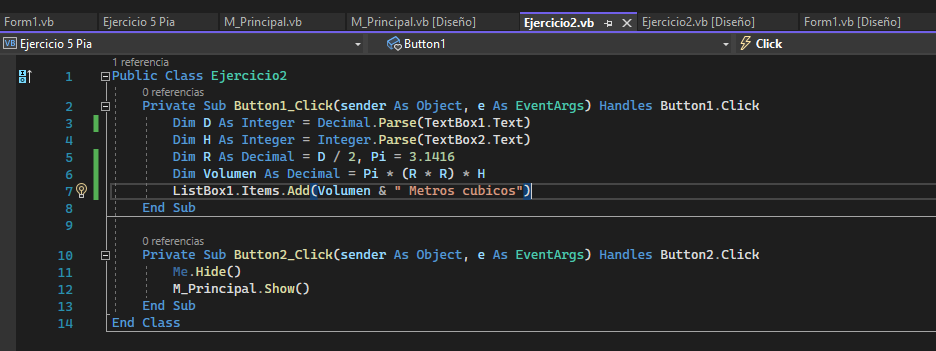 Form1.vb Ejercicio 5 Pia M_Principal.vb M_Principal.vb [Diseño] Ejercicio2.vb Ejercicio2.vb [Diseño] Form1.vb [Diseño]
VB Ejercicio 5 Pia Button1 Click
1 referencia
1 Public Class Ejercicio2
0 referencias
2 Private Sub Button1_Click(sender As Object, e As EventArgs) Handles Button1.Click
3 Dim D As Integer = Decimal.Parse(TextBox1.Text)
4 Dim H As Integer = Integer.Parse(TextBox2.Text)
5 Dim R As Decimal = D / 2, Pi = 3.1416
6 Dim Volumen As Decimal = Pi * (R * R) * H
7 ListBox1.Items.Add(Volumen & " Metros cubicos")
8 End Sub
9
0 referencias
10 Private Sub Button2_Click(sender As Object, e As EventArgs) Handles Button2.Click
11 Me.Hide()
12 M_Principal.Show()
13 End Sub
14 End Class